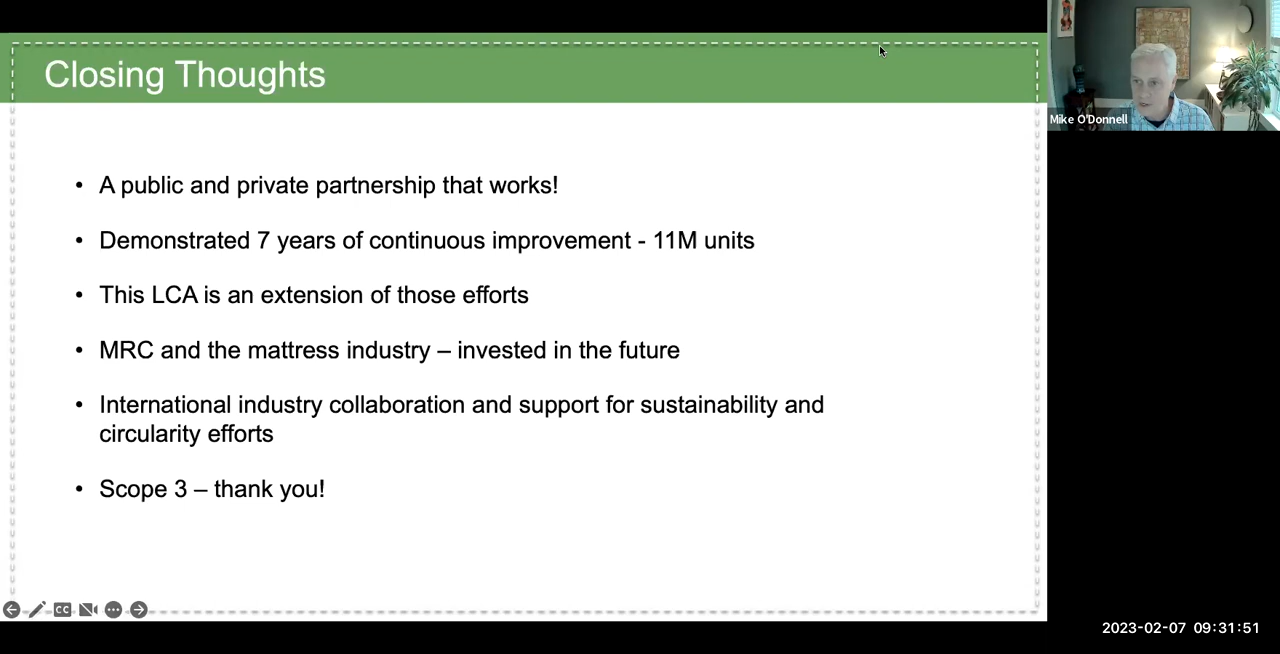 Closing Thoughts
Mike O'Donnell
• A public and private partnership that works!
• Demonstrated 7 years of continuous improvement - 11M units
• This LCA is an extension of those efforts
• MRC and the mattress industry – invested in the future
• International industry collaboration and support for sustainability and
circularity efforts
• Scope 3 – thank you!
CC
2023-02-07 09:31:51